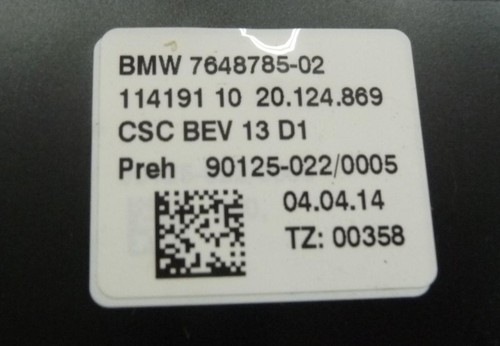 BMW 7648785-02
114191 10 20.124.869
CSC BEV 13 D1
Preh 90125-022/0005
04.04.14
TZ: 00358